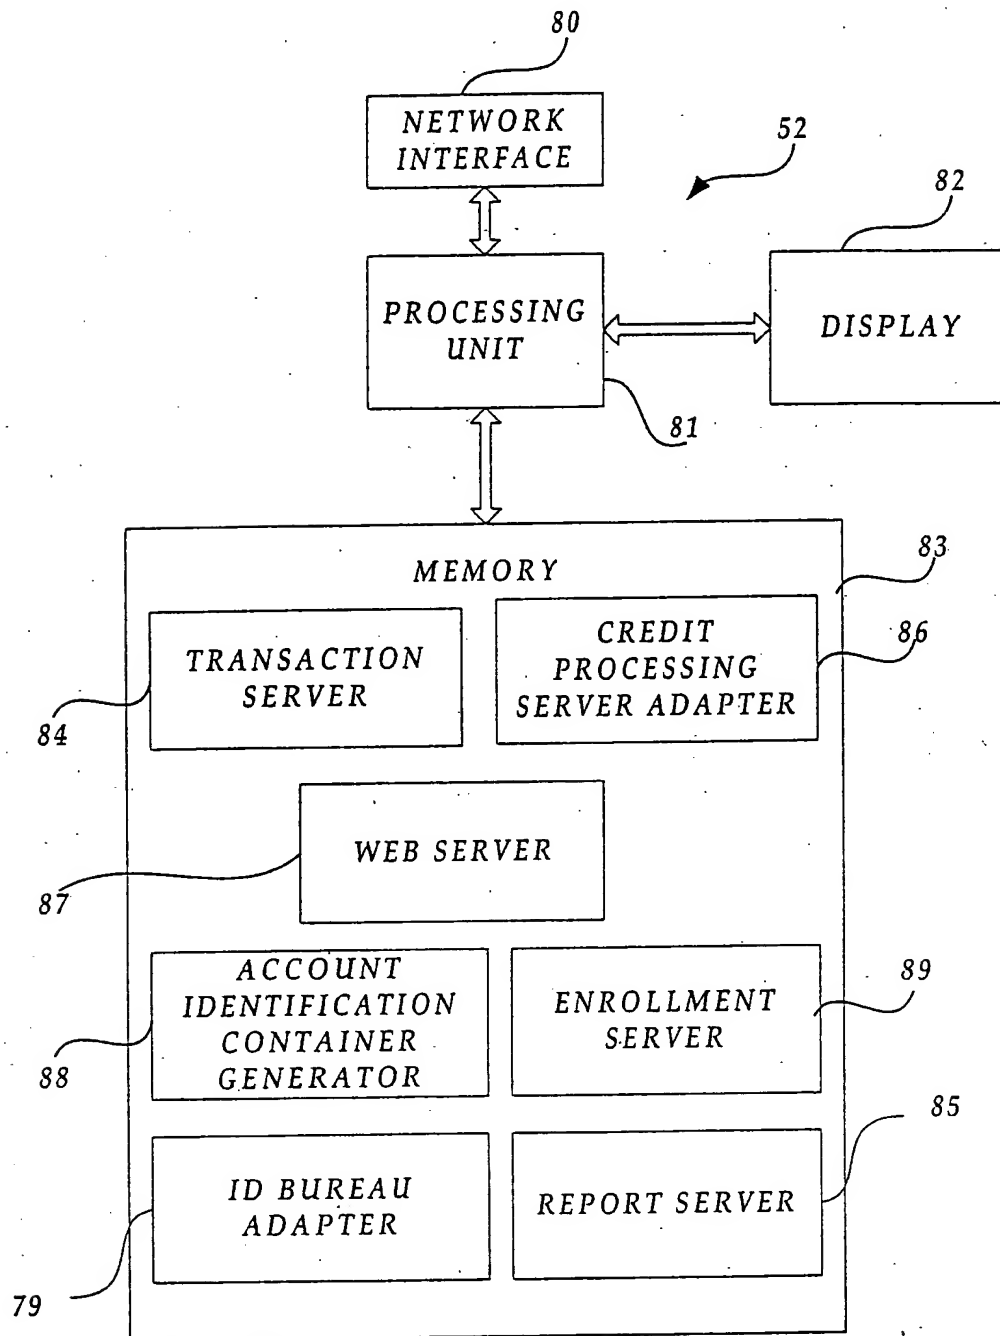 80
NETWORK
INTERFACE
52
82
PROCESSING
UNIT
DISPLAY
81
MEMORY
83
TRANSACTION
SERVER
84
CREDIT
PROCESSING
SERVER ADAPTER
86
WEB SERVER
87
ACCOUNT
IDENTIFICATION
CONTAINER
GENERATOR
88
ENROLLMENT
SERVER
89
ID BUREAU
ADAPTER
79
REPORT SERVER
85